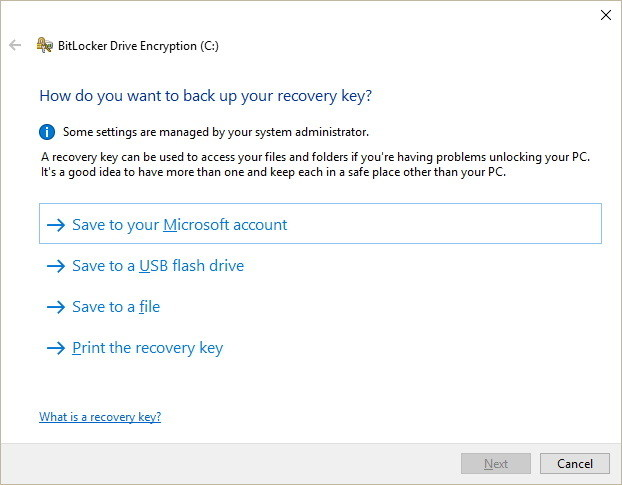 BitLocker Drive Encryption (C:)
How do you want to back up your recovery key?
Some settings are managed by your system administrator.
A recovery key can be used to access your files and folders if you're having problems unlocking your PC.
It's a good idea to have more than one and keep each in a safe place other than your PC.
Save to your Microsoft account
Save to a USB flash drive
Save to a file
Print the recovery key
What is a recovery key?
Next
Cancel